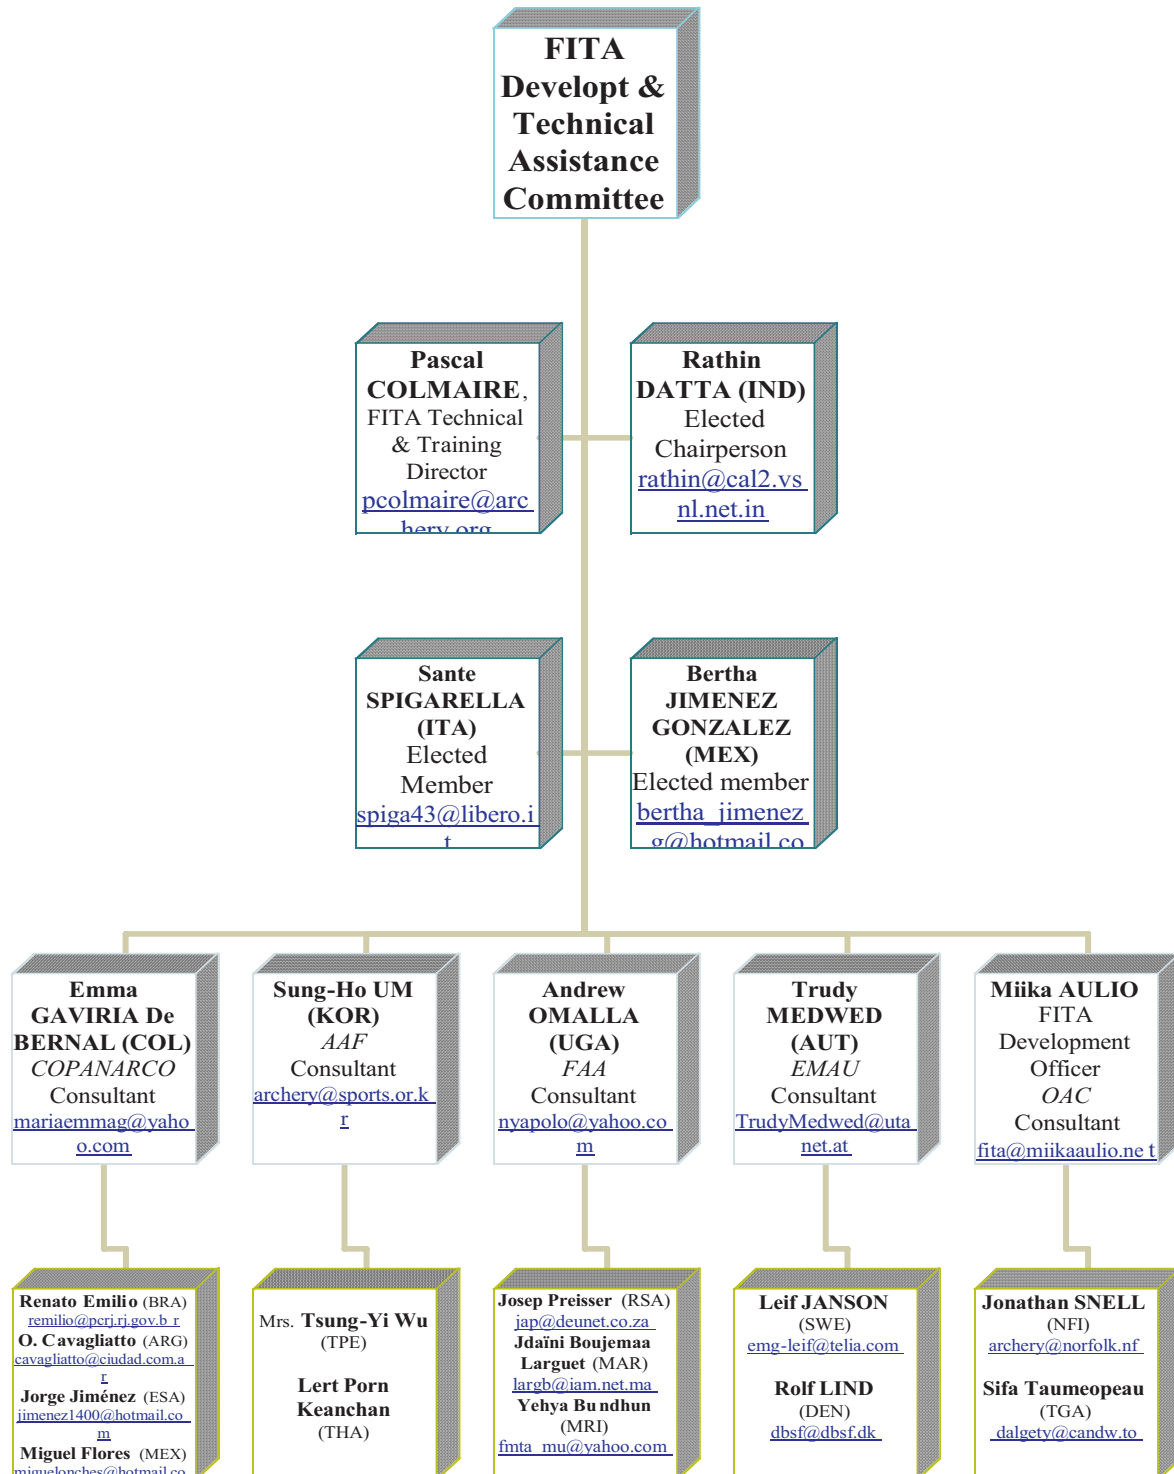 FITA
Developt &
Technical
Assistance
Committee
Pascal
COLMAIRE,
FITA Technical
& Training
Director
pcolmaire@arc
hery.org
Rathin
DATTA (IND)
Elected
Chairperson
rathin@cal2.vs
nl.net.in
Sante
SPIGARELLA
(ITA)
Elected
Member
spiga43@libero.i
t
Bertha
JIMENEZ
GONZALEZ
(MEX)
Elected member
bertha_jimenez
g@hotmail.co
Emma
GAVIRIA De
BERNAL (COL)
COPANARCO
Consultant
mariaemmag@yaho
o.com
Sung-Ho UM
(KOR)
AAF
Consultant
archery@sports.or.k
r
Andrew
OMALLA
(UGA)
FAA
Consultant
nyapolo@yahoo.co
m
Trudy
MEDWED
(AUT)
EMAU
Consultant
TrudyMedwed@uta
net.at
Miika AULIO
FITA
Development
Officer
OAC
Consultant
fita@miikaaulio.ne t
Renato Emilio (BRA)
remilio@pcrj.rj.gov.b r
O. Cavagliatto (ARG)
cavagliatto@ciudad.com.a
r
Jorge Jiménez (ESA)
jimenez1400@hotmail.co
m
Miguel Flores (MEX)
miguelonches@hotmail.co
Mrs. Tsung-Yi Wu
(TPE)
Lert Porn
Keanchan
(THA)
Josep Preisser (RSA)
jap@deunet.co.za
Jdaïni Boujemaa
Larguet (MAR)
largb@iam.net.ma
Yehya Bundhun
(MRI)
fmta_mu@yahoo.com
Leif JANSON
(SWE)
emg-leif@telia.com
Rolf LIND
(DEN)
dbsf@dbsf.dk
Jonathan SNELL
(NFI)
archery@norfolk.nf
Sifa Taumeopeau
(TGA)
dalgety@candw.to